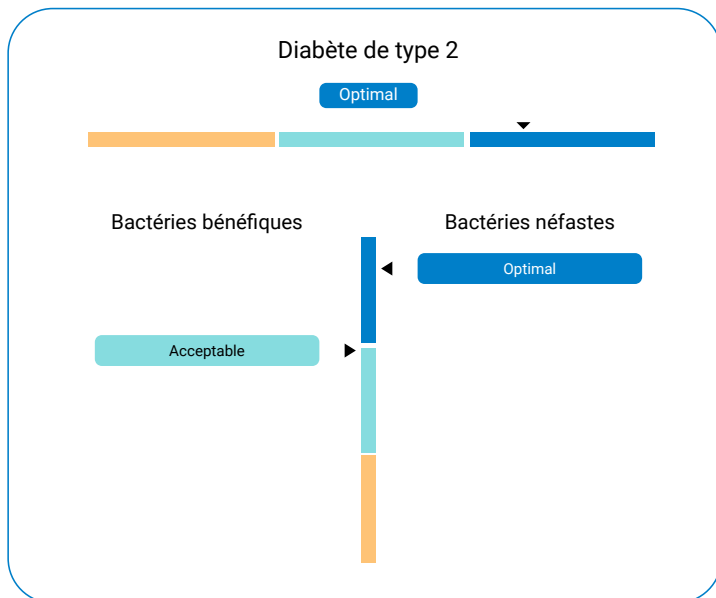 Diabète de type 2
Optimal
Bactéries bénéfiques
Bactéries néfastes
Optimal
Acceptable